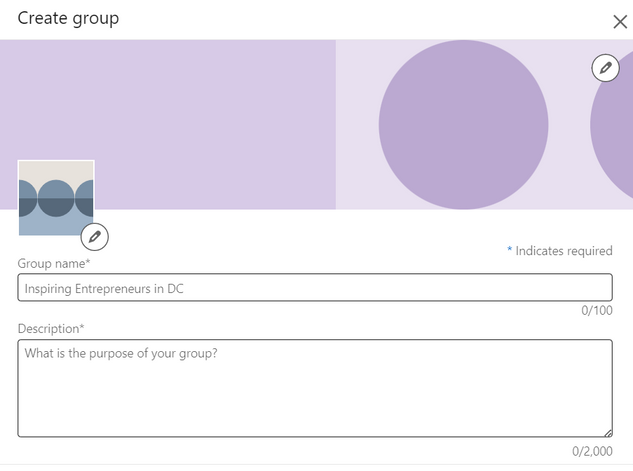 Create group
* Indicates required
Group name*
Inspiring Entrepreneurs in DC
0/100
Description*
What is the purpose of your group?
0/2,000